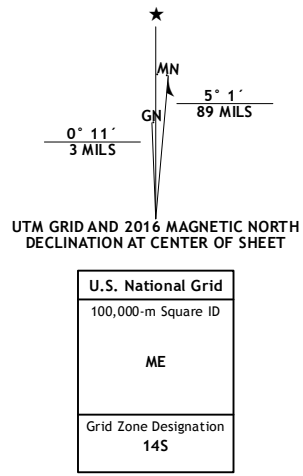 ★
MN
GN
5° 1´
89 MILS
0° 11´
3 MILS
UTM GRID AND 2016 MAGNETIC NORTH
DECLINATION AT CENTER OF SHEET
U.S. National Grid
100,000-m Square ID
ME
Grid Zone Designation
14S